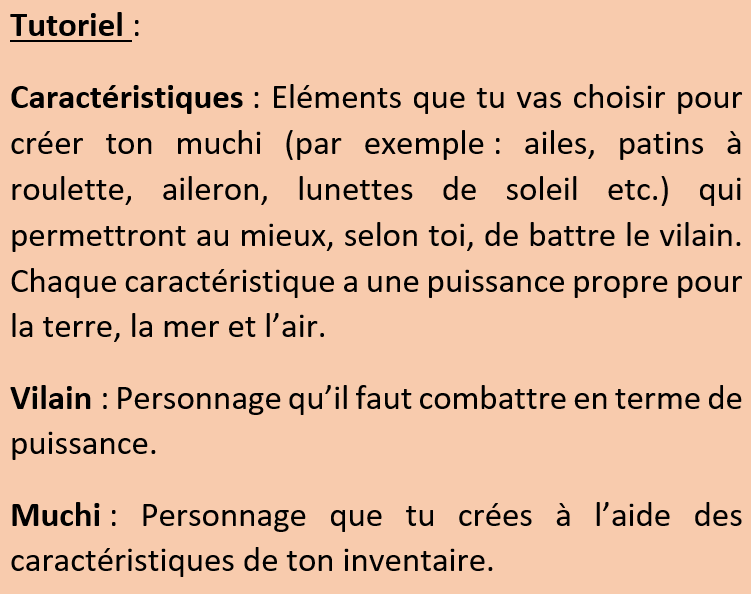 Tutoriel :
Caractéristiques : Eléments que tu vas choisir pour
créer ton muchi (par exemple : ailes, patins à
roulette, aileron, lunettes de soleil etc.) qui
permettront au mieux, selon toi, de battre le vilain.
Chaque caractéristique a une puissance propre pour
la terre, la mer et l’air.
Vilain : Personnage qu’il faut combattre en terme de
puissance.
Muchi : Personnage que tu crées à l’aide des
caractéristiques de ton inventaire.